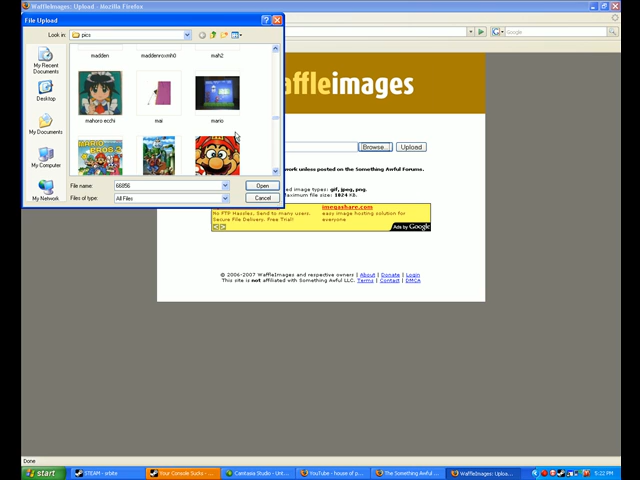 WaffleImages: Upload - Mozilla Firefox
File Upload
Look in:
pics
Google
My Recent
Documents
Desktop
My Documents
My Computer
My Network
madden
maddenroxmh0
mah2
mahoro ecchi
mai
mario
affleimages
Browse...
Upload
work unless posted on the Something Awful Forums.
ed image types: gif, jpeg, png.
aximum file size: 1024 KB.
File name:
66856
Open
Files of type:
All Files
Cancel
imageshare.com
No FTP Hassles, Send to many users.
Secure File Delivery. Free Trial!
easy image hosting solution for
everyone
Ads by Google
© 2006-2007 WaffleImages and respective owners | About | Donate | Login
This site is not affiliated with Something Awful LLC. Terms | Contact | DMCA
Done
start
STEAM - orbite
Your Console Sucks - ...
Camtasia Studio - Unt...
YouTube - house of p...
The Something Awful ...
WaffleImages: Uploa...
5:22 PM